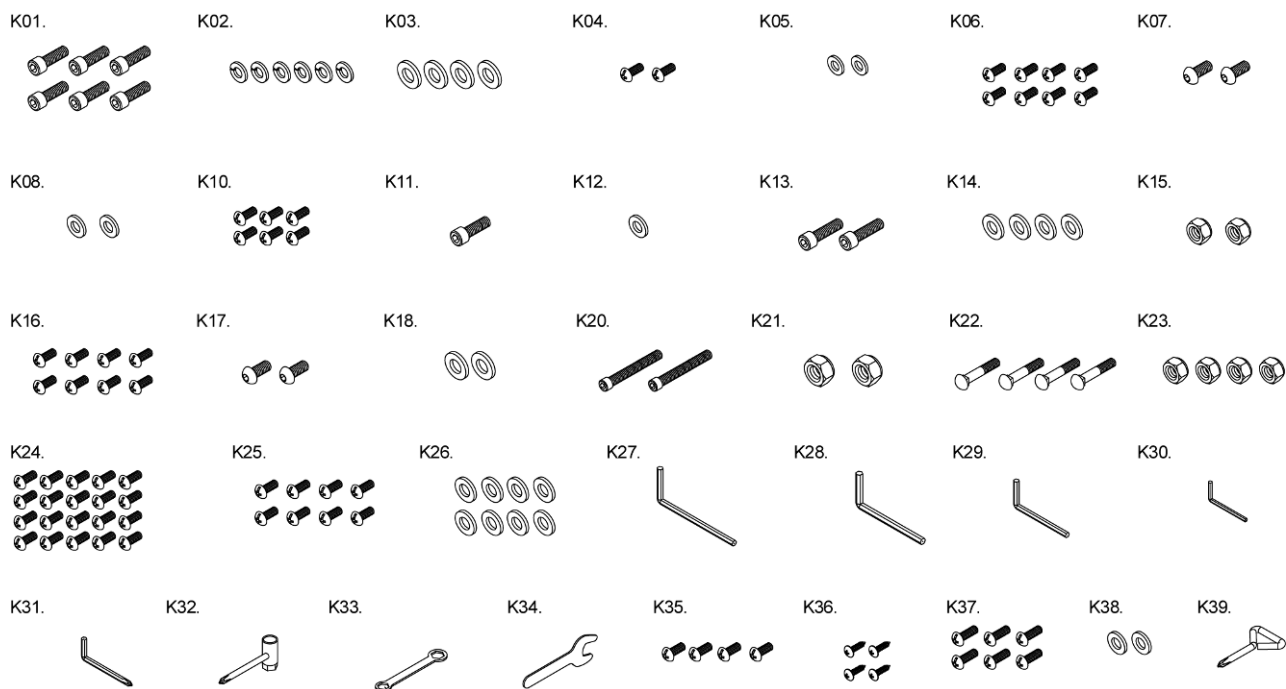 K01. K02. K03. K04. K05. K06. K07.
K08. K10. K11. K12. K13. K14. K15.
K16. K17. K18. K20. K21. K22. K23.
K24. K25. K26. K27. K28. K29. K30.
K31. K32. K33. K34. K35. K36. K37. K38. K39.